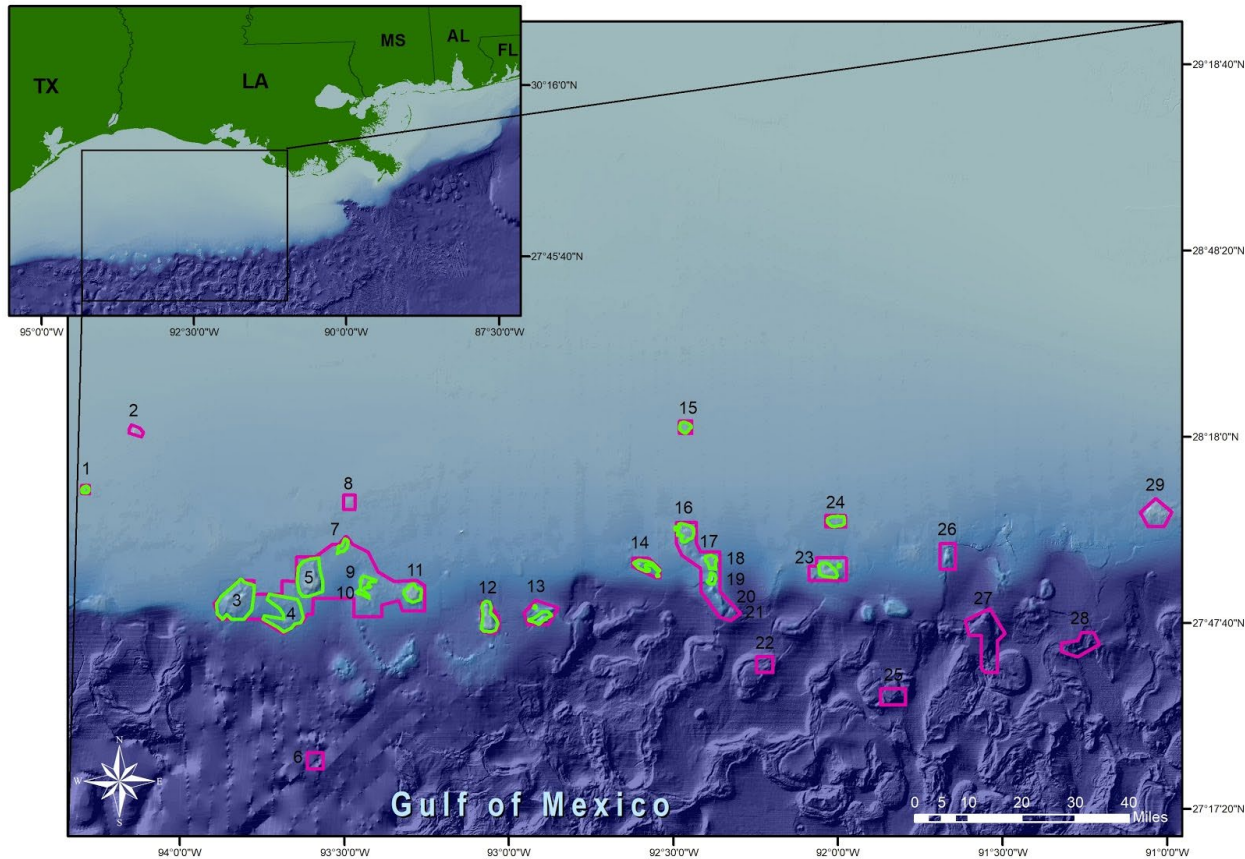 MS
AL
FL
TX
LA
30°16'0"N
27°45'40"N
95°0'0"W
92°30'0"W
90°0'0"W
87°30'0"W
29°18'40"N
28°48'20"N
28°18'0"N
27°47'40"N
27°17'20"N
2
15
1
8
29
16
24
7
26
14
17
18
23
5
9
11
19
3
4
10
12
13
20
21
27
28
22
25
6
N
W
E
S
Gulf of Mexico
0 5 10 20 30 40
Miles
94°0'0"W
93°30'0"W
93°0'0"W
92°30'0"W
92°0'0"W
91°30'0"W
91°0'0"W